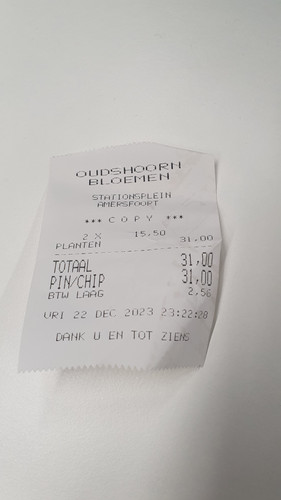 OUDSHOORN
BLOEMEN
STATIONSPLEIN
AMERSFOORT
*** C O P Y ***
2 X 15,50
PLANTEN 31,00
TOTAAL 31,00
PIN/CHIP 31,00
BTW LAAG 2,56
VRI 22 DEC 2023 23:22:28
DANK U EN TOT ZIENS